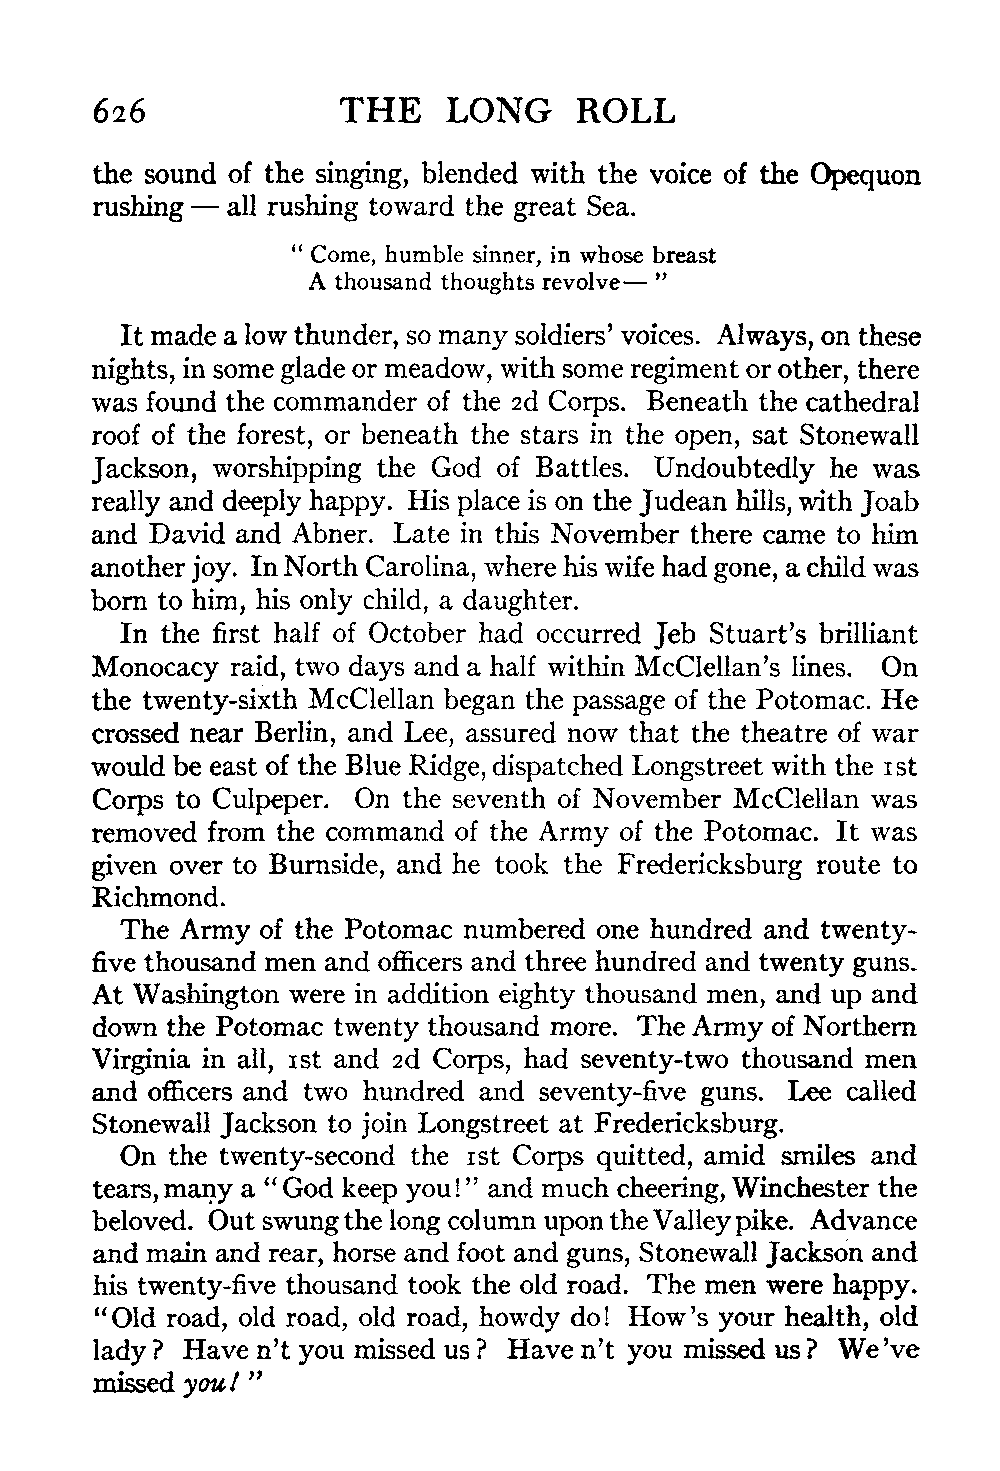 626 THE LONG ROLL
the sound of the singing, blended with the voice of the Opequon
rushing — all rushing toward the great Sea.
“ Come, humble sinner, in whose breast
A thousand thoughts revolve— ”
It made a low thunder, so many soldiers’ voices. Always, on these
nights, in some glade or meadow, with some regiment or other, there
was found the commander of the 2d Corps. Beneath the cathedral
roof of the forest, or beneath the stars in the open, sat Stonewall
Jackson, worshipping the God of Battles. Undoubtedly he was
really and deeply happy. His place is on the Judean hills, with Joab
and David and Abner. Late in this November there came to him
another joy. In North Carolina, where his wife had gone, a child was
born to him, his only child, a daughter.
In the first half of October had occurred Jeb Stuart’s brilliant
Monocacy raid, two days and a half within McClellan’s lines. On
the twenty-sixth McClellan began the passage of the Potomac. He
crossed near Berlin, and Lee, assured now that the theatre of war
would be east of the Blue Ridge, dispatched Longstreet with the 1st
Corps to Culpeper. On the seventh of November McClellan was
removed from the command of the Army of the Potomac. It was
given over to Burnside, and he took the Fredericksburg route to
Richmond.
The Army of the Potomac numbered one hundred and twenty-
five thousand men and officers and three hundred and twenty guns.
At Washington were in addition eighty thousand men, and up and
down the Potomac twenty thousand more. The Army of Northern
Virginia in all, 1st and 2d Corps, had seventy-two thousand men
and officers and two hundred and seventy-five guns. Lee called
Stonewall Jackson to join Longstreet at Fredericksburg.
On the twenty-second the 1st Corps quitted, amid smiles and
tears, many a “God keep you!” and much cheering, Winchester the
beloved. Out swung the long column upon the Valley pike. Advance
and main and rear, horse and foot and guns, Stonewall Jackson and
his twenty-five thousand took the old road. The men were happy.
“Old road, old road, old road, howdy do! How’s your health, old
lady? Have n’t you missed us? Have n’t you missed us? We’ve
missed you! ”